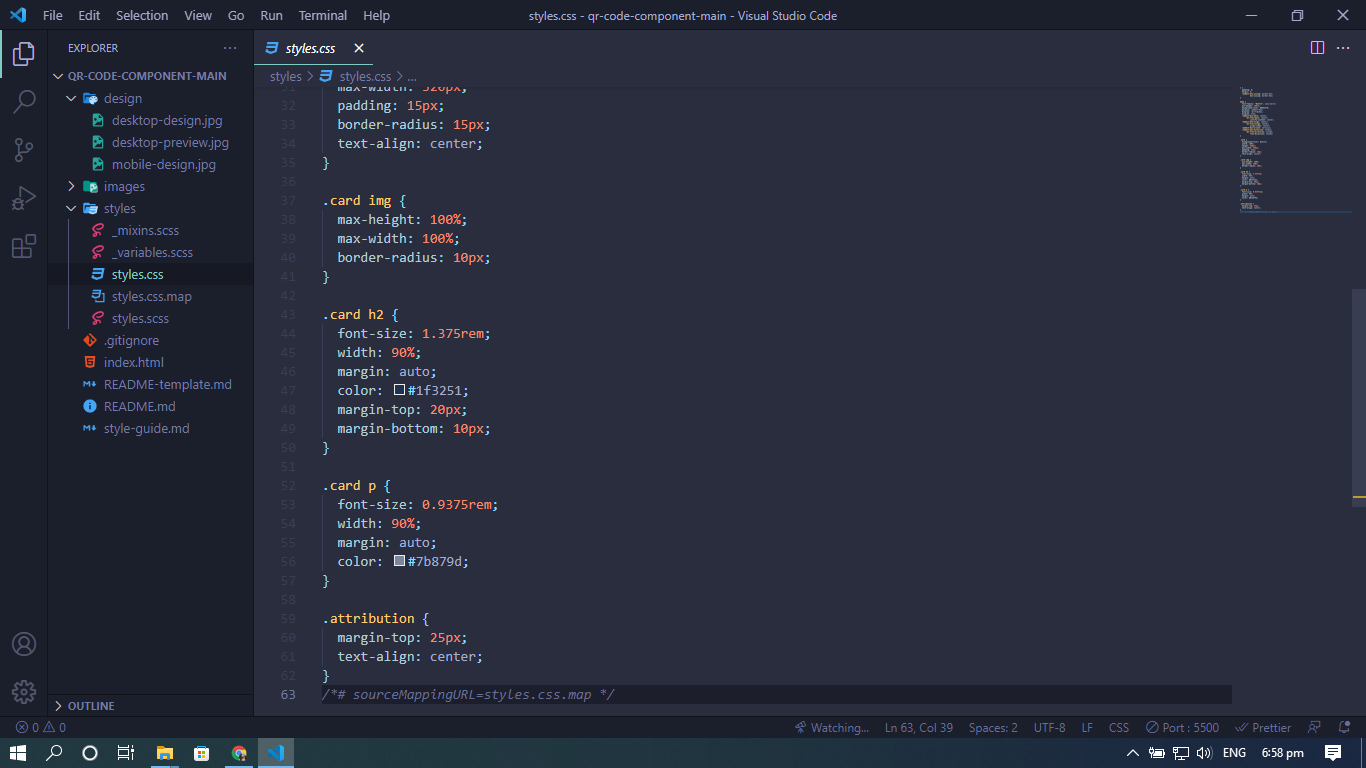 File Edit Selection View Go Run Terminal Help
styles.css - qr-code-component-main - Visual Studio Code
EXPLORER
styles.css
QR-CODE-COMPONENT-MAIN
styles > styles.css > ...
design
desktop-design.jpg
desktop-preview.jpg
mobile-design.jpg
images
styles
_mixins.scss
_variables.scss
styles.css
styles.css.map
styles.scss
.gitignore
index.html
README-template.md
README.md
style-guide.md
OUTLINE
31 max-width: 320px;
32 padding: 15px;
33 border-radius: 15px;
34 text-align: center;
35 }
36
37 .card img {
38 max-height: 100%;
39 max-width: 100%;
40 border-radius: 10px;
41 }
42
43 .card h2 {
44 font-size: 1.375rem;
45 width: 90%;
46 margin: auto;
47 color: #1f3251;
48 margin-top: 20px;
49 margin-bottom: 10px;
50 }
51
52 .card p {
53 font-size: 0.9375rem;
54 width: 90%;
55 margin: auto;
56 color: #7b879d;
57 }
58
59 .attribution {
60 margin-top: 25px;
61 text-align: center;
62 }
63 /*# sourceMappingURL=styles.css.map */
0 0
Watching... Ln 63, Col 39 Spaces: 2 UTF-8 LF CSS Port : 5500 Prettier
ENG 6:58 pm